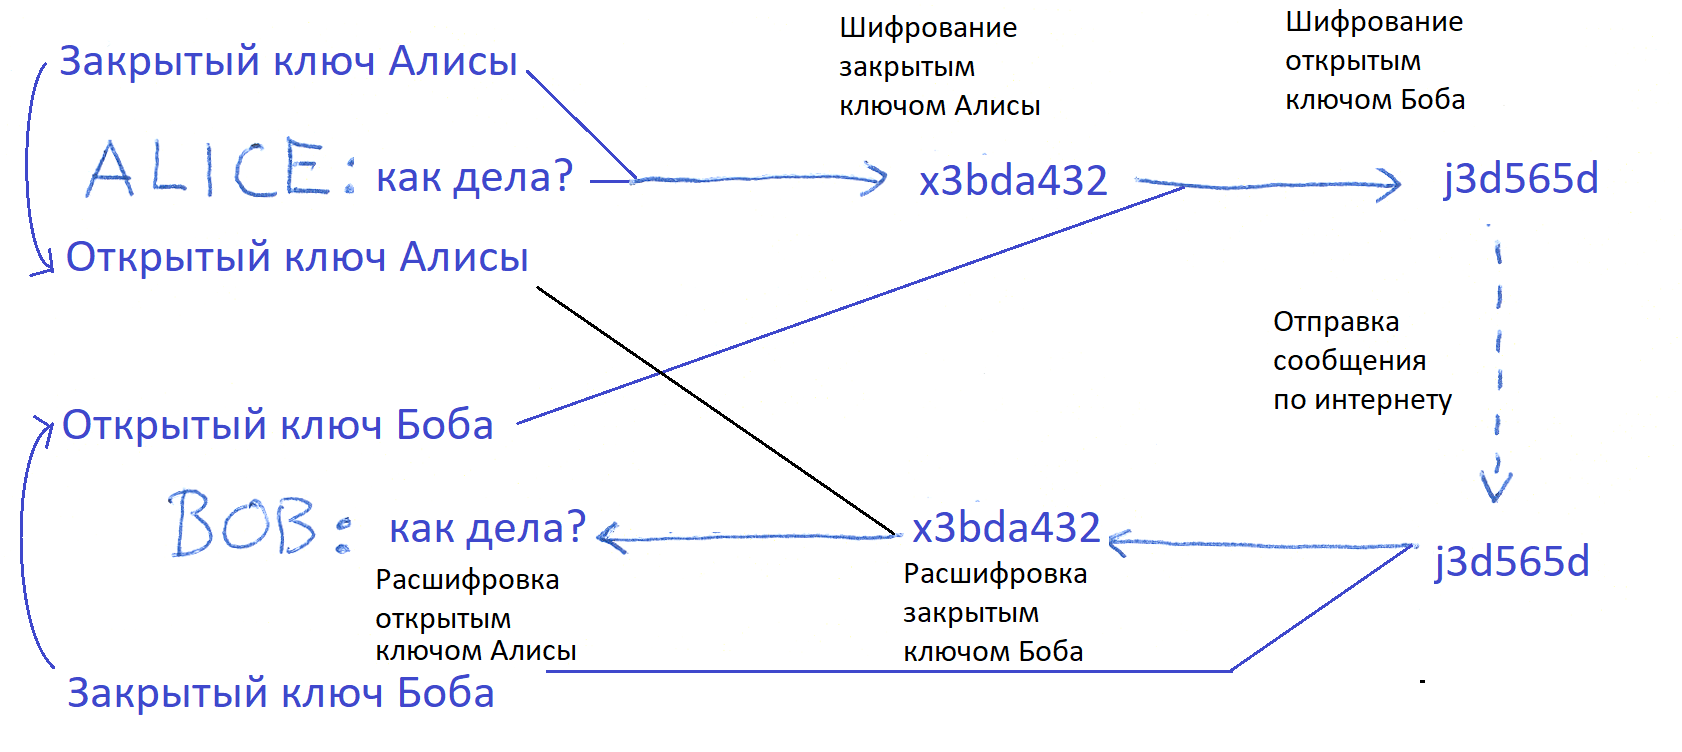 Шифрование
закрытым
ключом Алисы
Шифрование
открытым
ключом Боба
Закрытый ключ Алисы
ALICE: как дела?
x3bda432
j3d565d
Открытый ключ Алисы
Отправка
сообщения
по интернету
Открытый ключ Боба
BOB: как дела?
x3bda432
j3d565d
Расшифровка
открытым
ключом Алисы
Расшифровка
закрытым
ключом Боба
Закрытый ключ Боба